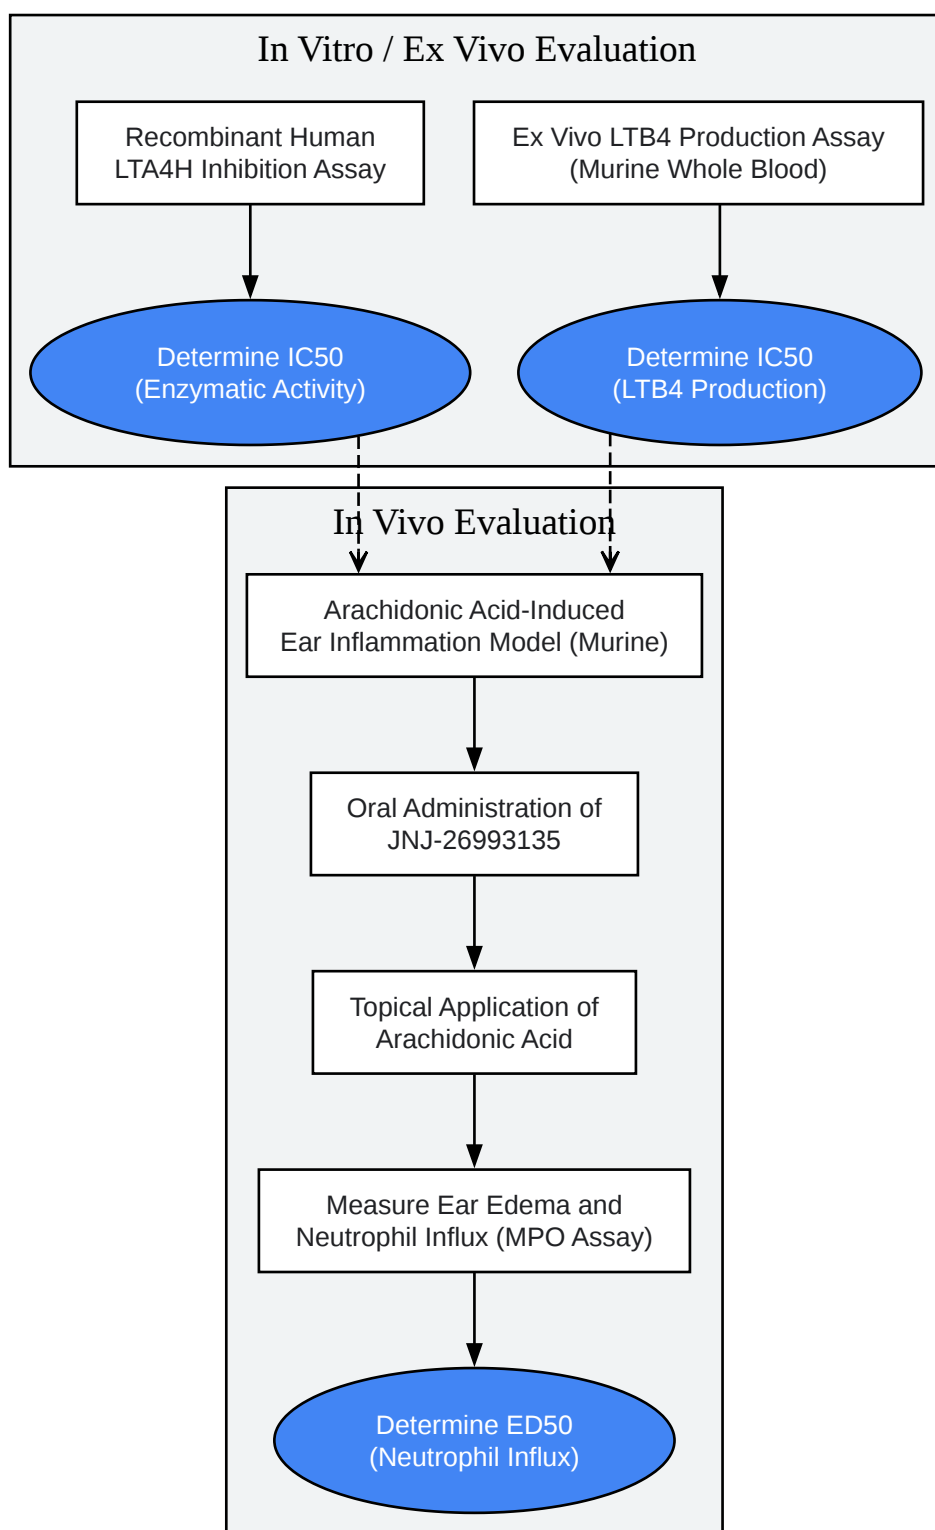 In Vitro / Ex Vivo Evaluation
Recombinant Human
LTA4H Inhibition Assay
Ex Vivo LTB4 Production Assay
(Murine Whole Blood)
Determine IC50
(Enzymatic Activity)
Determine IC50
(LTB4 Production)
In Vivo Evaluation
Arachidonic Acid-Induced
Ear Inflammation Model (Murine)
Oral Administration of
JNJ-26993135
Topical Application of
Arachidonic Acid
Measure Ear Edema and
Neutrophil Influx (MPO Assay)
Determine ED50
(Neutrophil Influx)